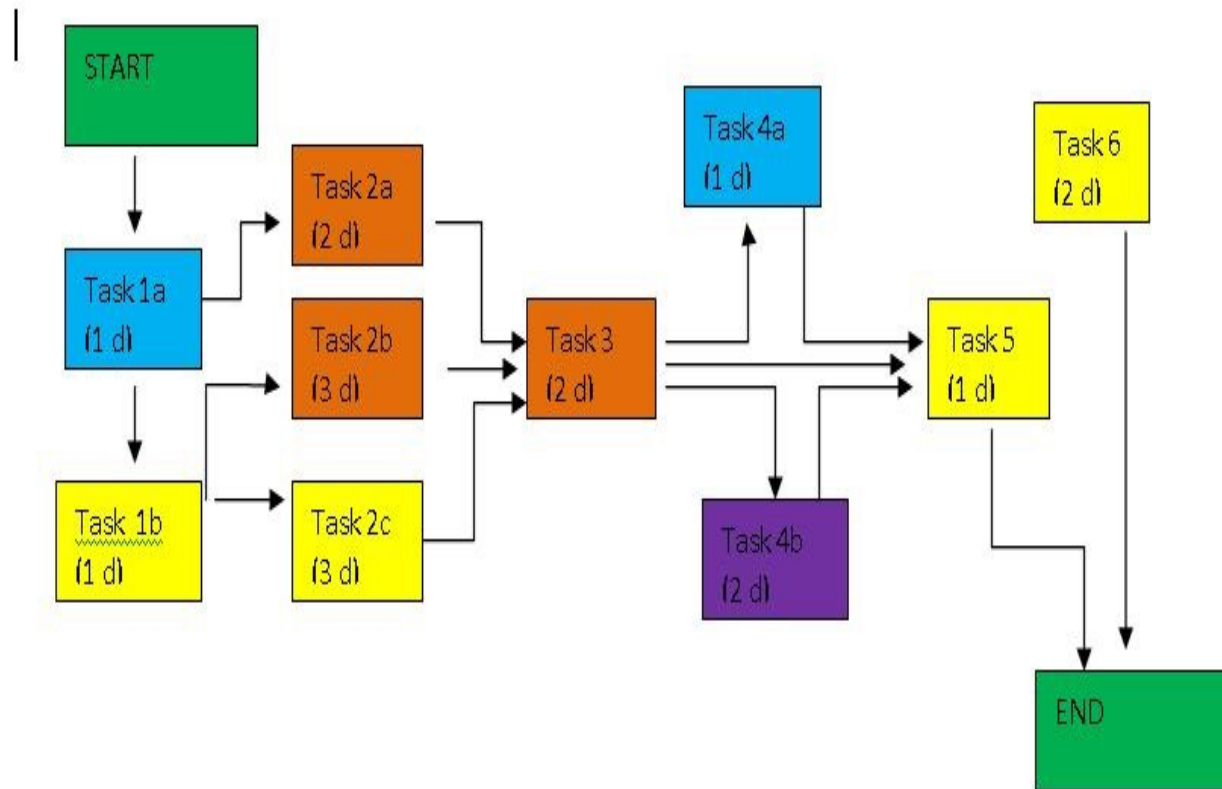 START
Task 1a
(1 d)
Task 1b
(1 d)
Task 2a
(2 d)
Task 2b
(3 d)
Task 2c
(3 d)
Task 3
(2 d)
Task 4a
(1 d)
Task 4b
(2 d)
Task 5
(1 d)
Task 6
(2 d)
END